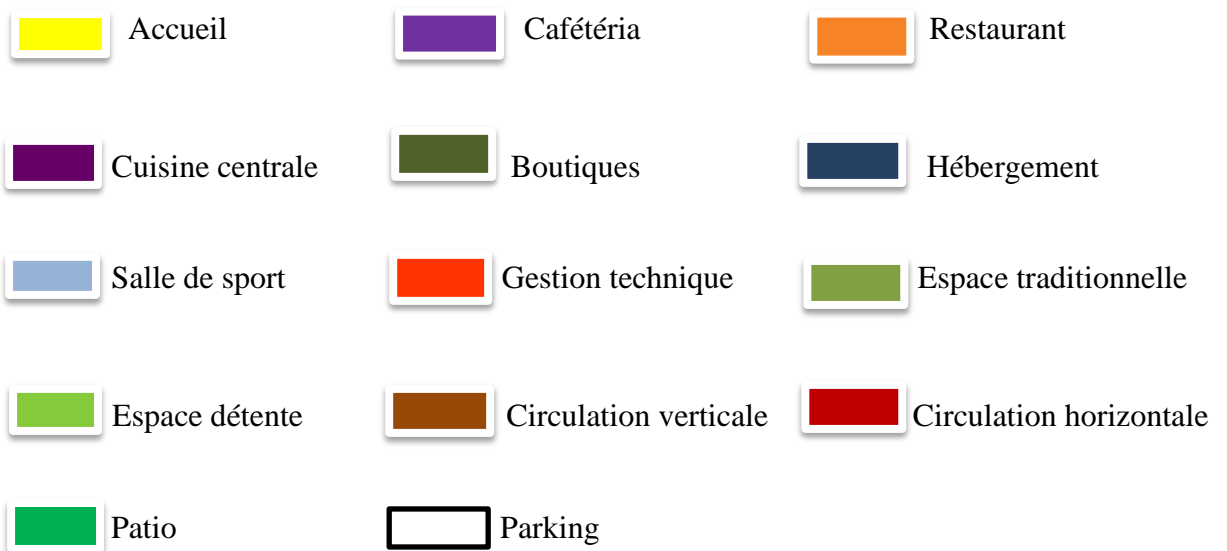 Accueil Cafétéria Restaurant
Cuisine centrale Boutiques Hébergement
Salle de sport Gestion technique Espace traditionnelle
Espace détente Circulation verticale Circulation horizontale
Patio Parking